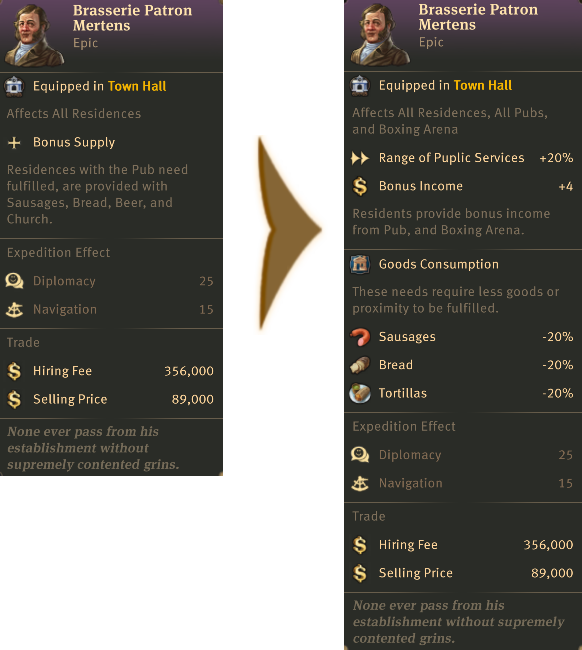 Brasserie Patron
Mertens
Epic
Equipped in Town Hall
Affects All Residences
Bonus Supply
Residences with the Pub need
fulfilled, are provided with
Sausages, Bread, Beer, and
Church.
Expedition Effect
Diplomacy 25
Navigation 15
Trade
Hiring Fee 356,000
Selling Price 89,000
None ever pass from his
establishment without
supremely contented grins.
Brasserie Patron
Mertens
Epic
Equipped in Town Hall
Affects All Residences, All Pubs,
and Boxing Arena
Range of Puplic Services +20%
Bonus Income +4
Residents provide bonus income
from Pub, and Boxing Arena.
Goods Consumption
These needs require less goods or
proximity to be fulfilled.
Sausages -20%
Bread -20%
Tortillas -20%
Expedition Effect
Diplomacy 25
Navigation 15
Trade
Hiring Fee 356,000
Selling Price 89,000
None ever pass from his
establishment without supremely
contented grins.